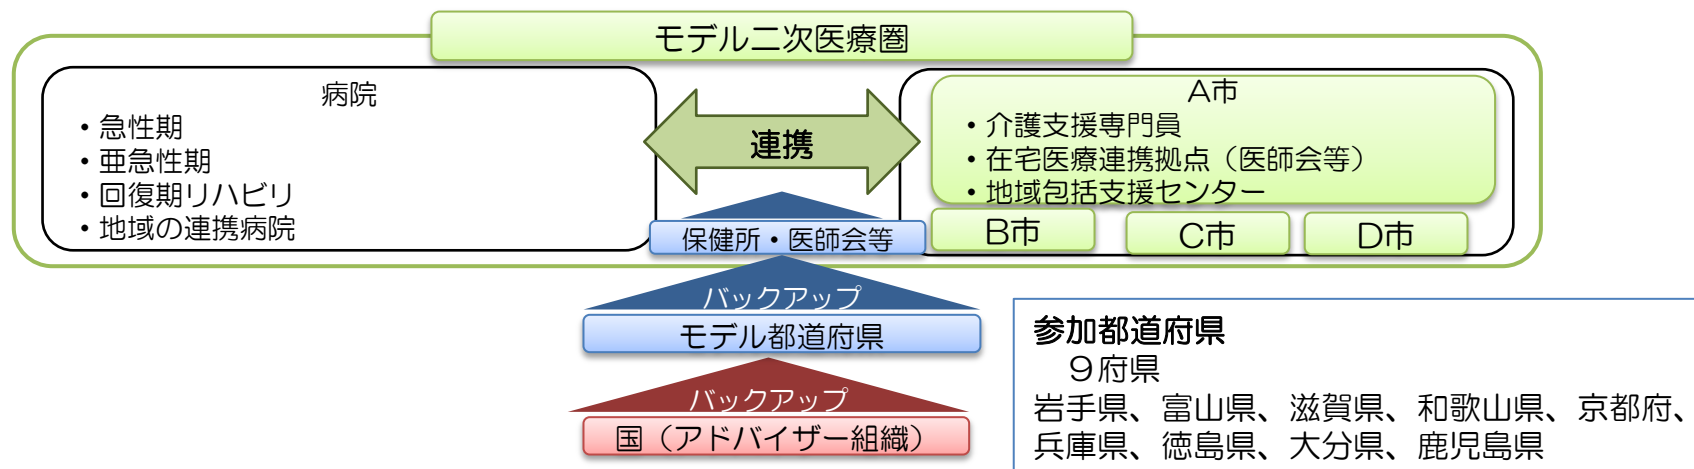 モデル二次医療圏
病院
・急性期
・亜急性期
・回復期リハビリ
・地域の連携病院
連携
A市
・介護支援専門員
・在宅医療連携拠点（医師会等）
・地域包括支援センター
B市
C市
D市
保健所・医師会等
バックアップ
モデル都道府県
バックアップ
国（アドバイザー組織）
参加都道府県
９府県
岩手県、富山県、滋賀県、和歌山県、京都府、
兵庫県、徳島県、大分県、鹿児島県